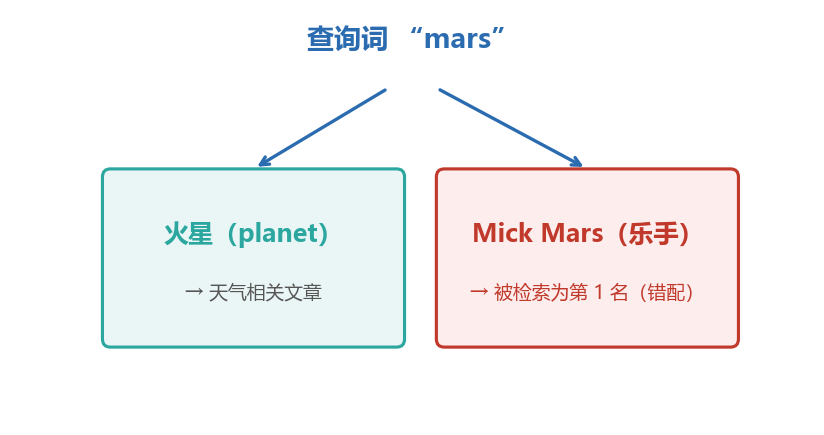 查询词 “mars”
火星（planet）
→ 天气相关文章
Mick Mars（乐手）
→ 被检索为第 1 名（错配）